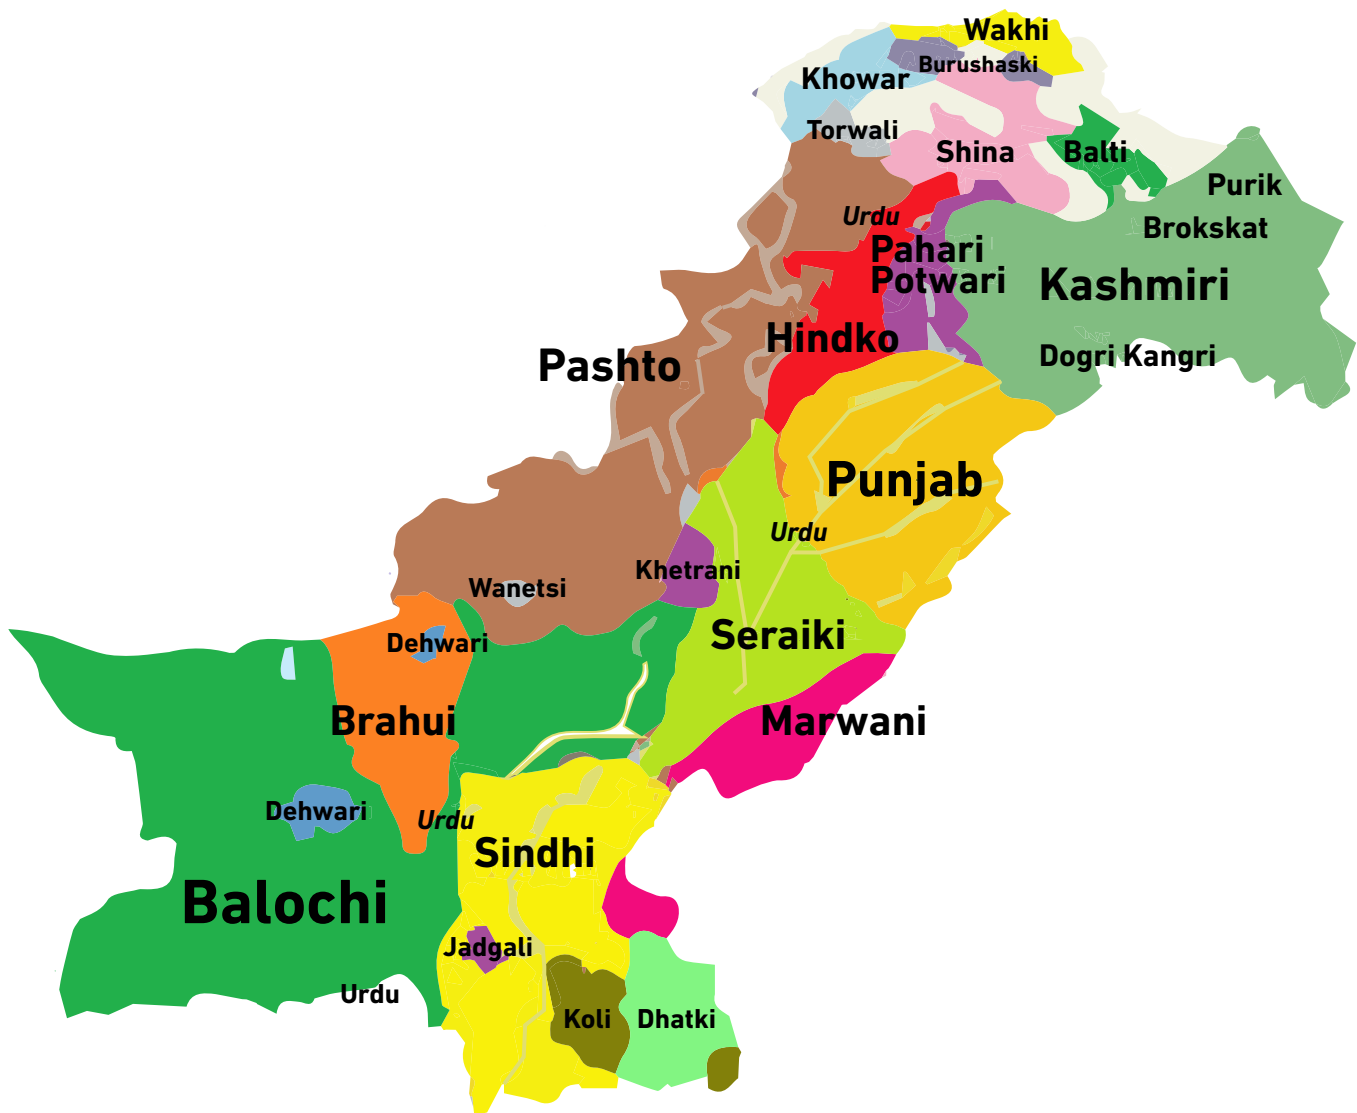 Wakhi
Burushaski
Khowar
Torwali
Shina
Balti
Purik
Urdu
Brokskat
Pahari
Potwari
Kashmiri
Hindko
Dogri Kangri
Pashto
Punjab
Urdu
Khetrani
Wanetsi
Seraiki
Dehwari
Brahui
Marwani
Dehwari
Urdu
Sindhi
Balochi
Jadgali
Urdu
Koli
Dhatki